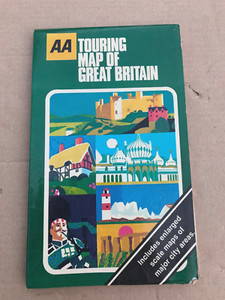 AA
TOURING
MAP OF
GREAT BRITAIN
includes enlarged
scale maps of
major city areas.